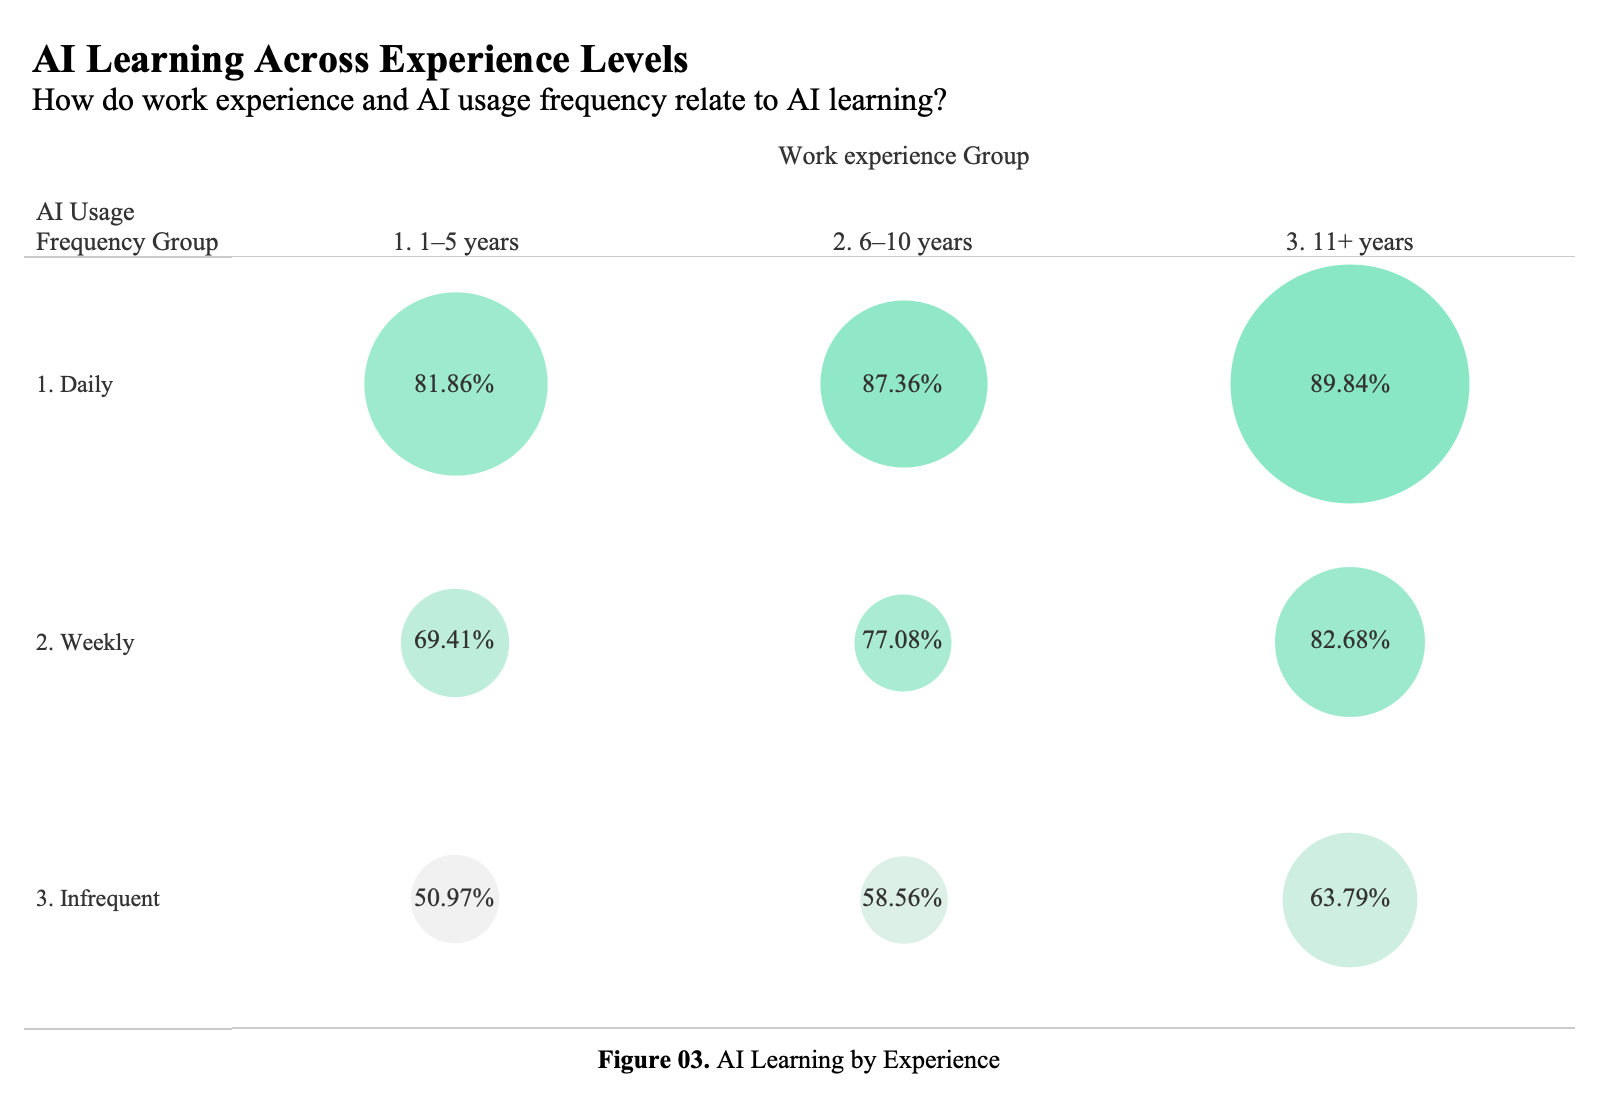 AI Learning Across Experience Levels
How do work experience and AI usage frequency relate to AI learning?
Work experience Group
AI Usage
Frequency Group
1. 1–5 years
2. 6–10 years
3. 11+ years
1. Daily
81.86%
87.36%
89.84%
2. Weekly
69.41%
77.08%
82.68%
3. Infrequent
50.97%
58.56%
63.79%
Figure 03. AI Learning by Experience